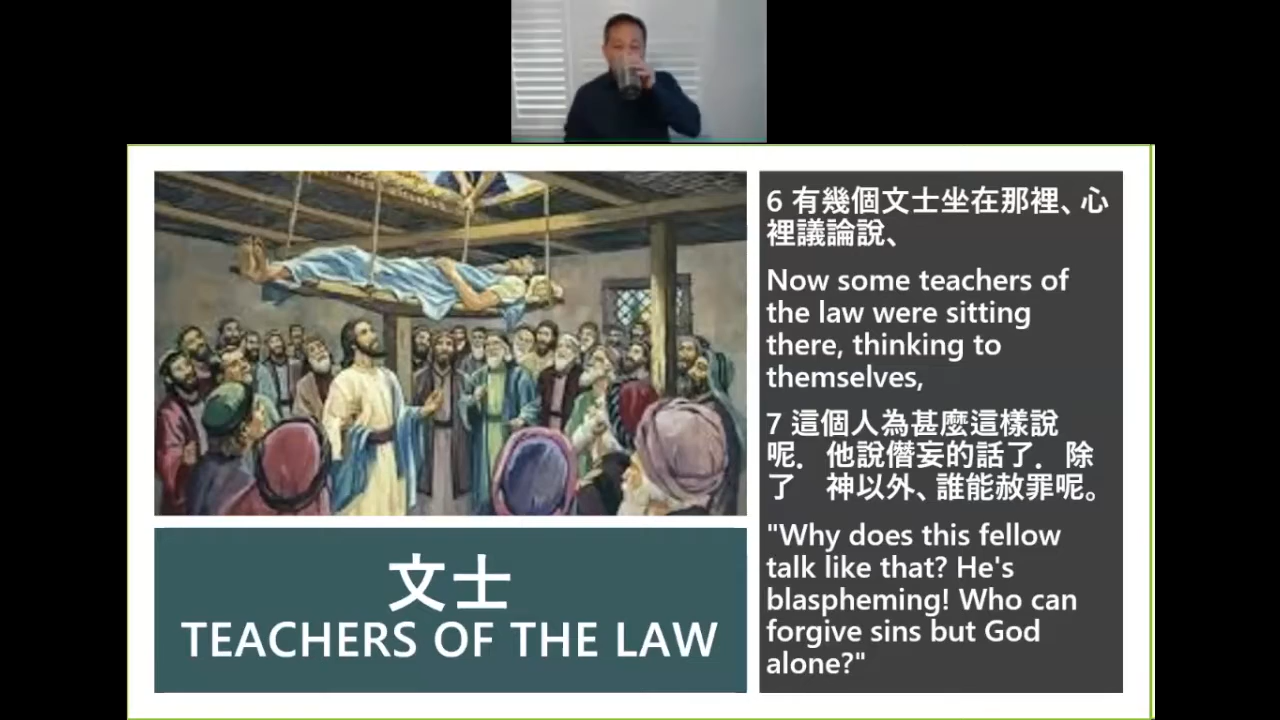 文士
TEACHERS OF THE LAW
6 有幾個文士坐在那裡、心
裡議論說、
Now some teachers of
the law were sitting
there, thinking to
themselves,
7 這個人為甚麼這樣說
呢． 他說僭妄的話了． 除
了　神以外、誰能赦罪呢。
"Why does this fellow
talk like that? He's
blaspheming! Who can
forgive sins but God
alone?"